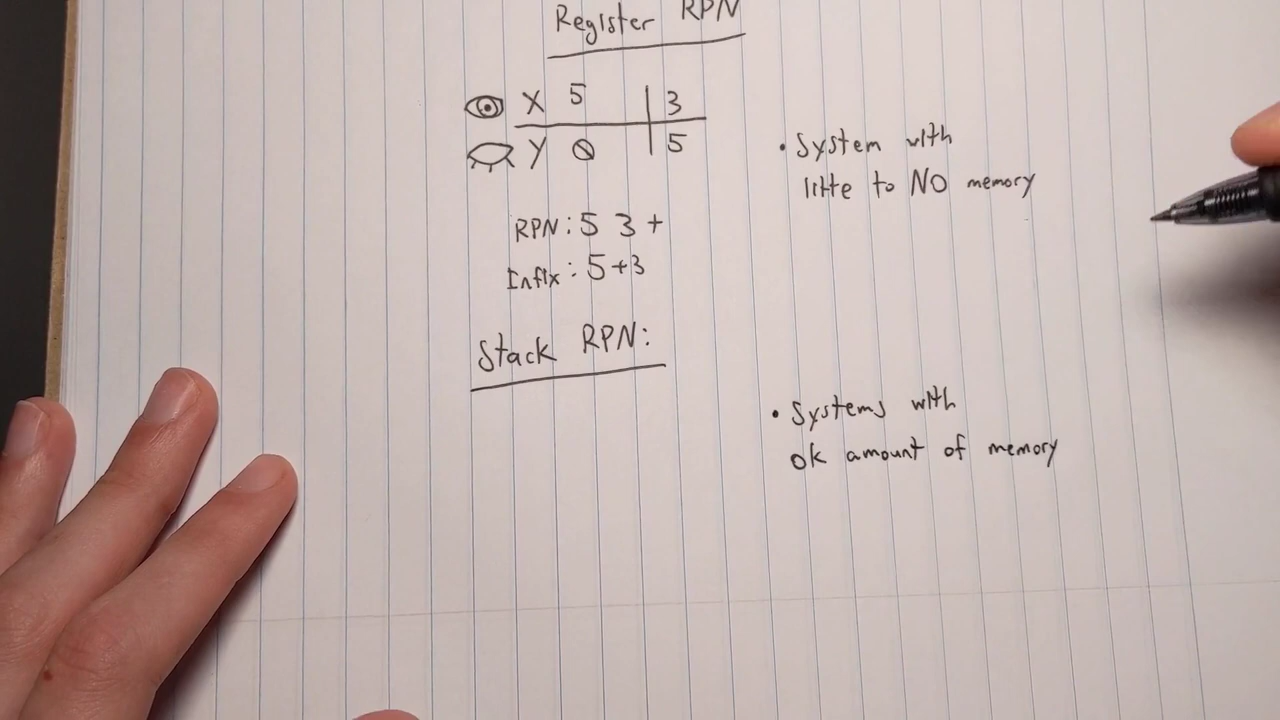 Register RPN
X 5 3
Y 0 5
• System with
litte to NO memory
RPN: 5 3 +
Infix: 5+3
Stack RPN:
• Systems with
ok amount of memory